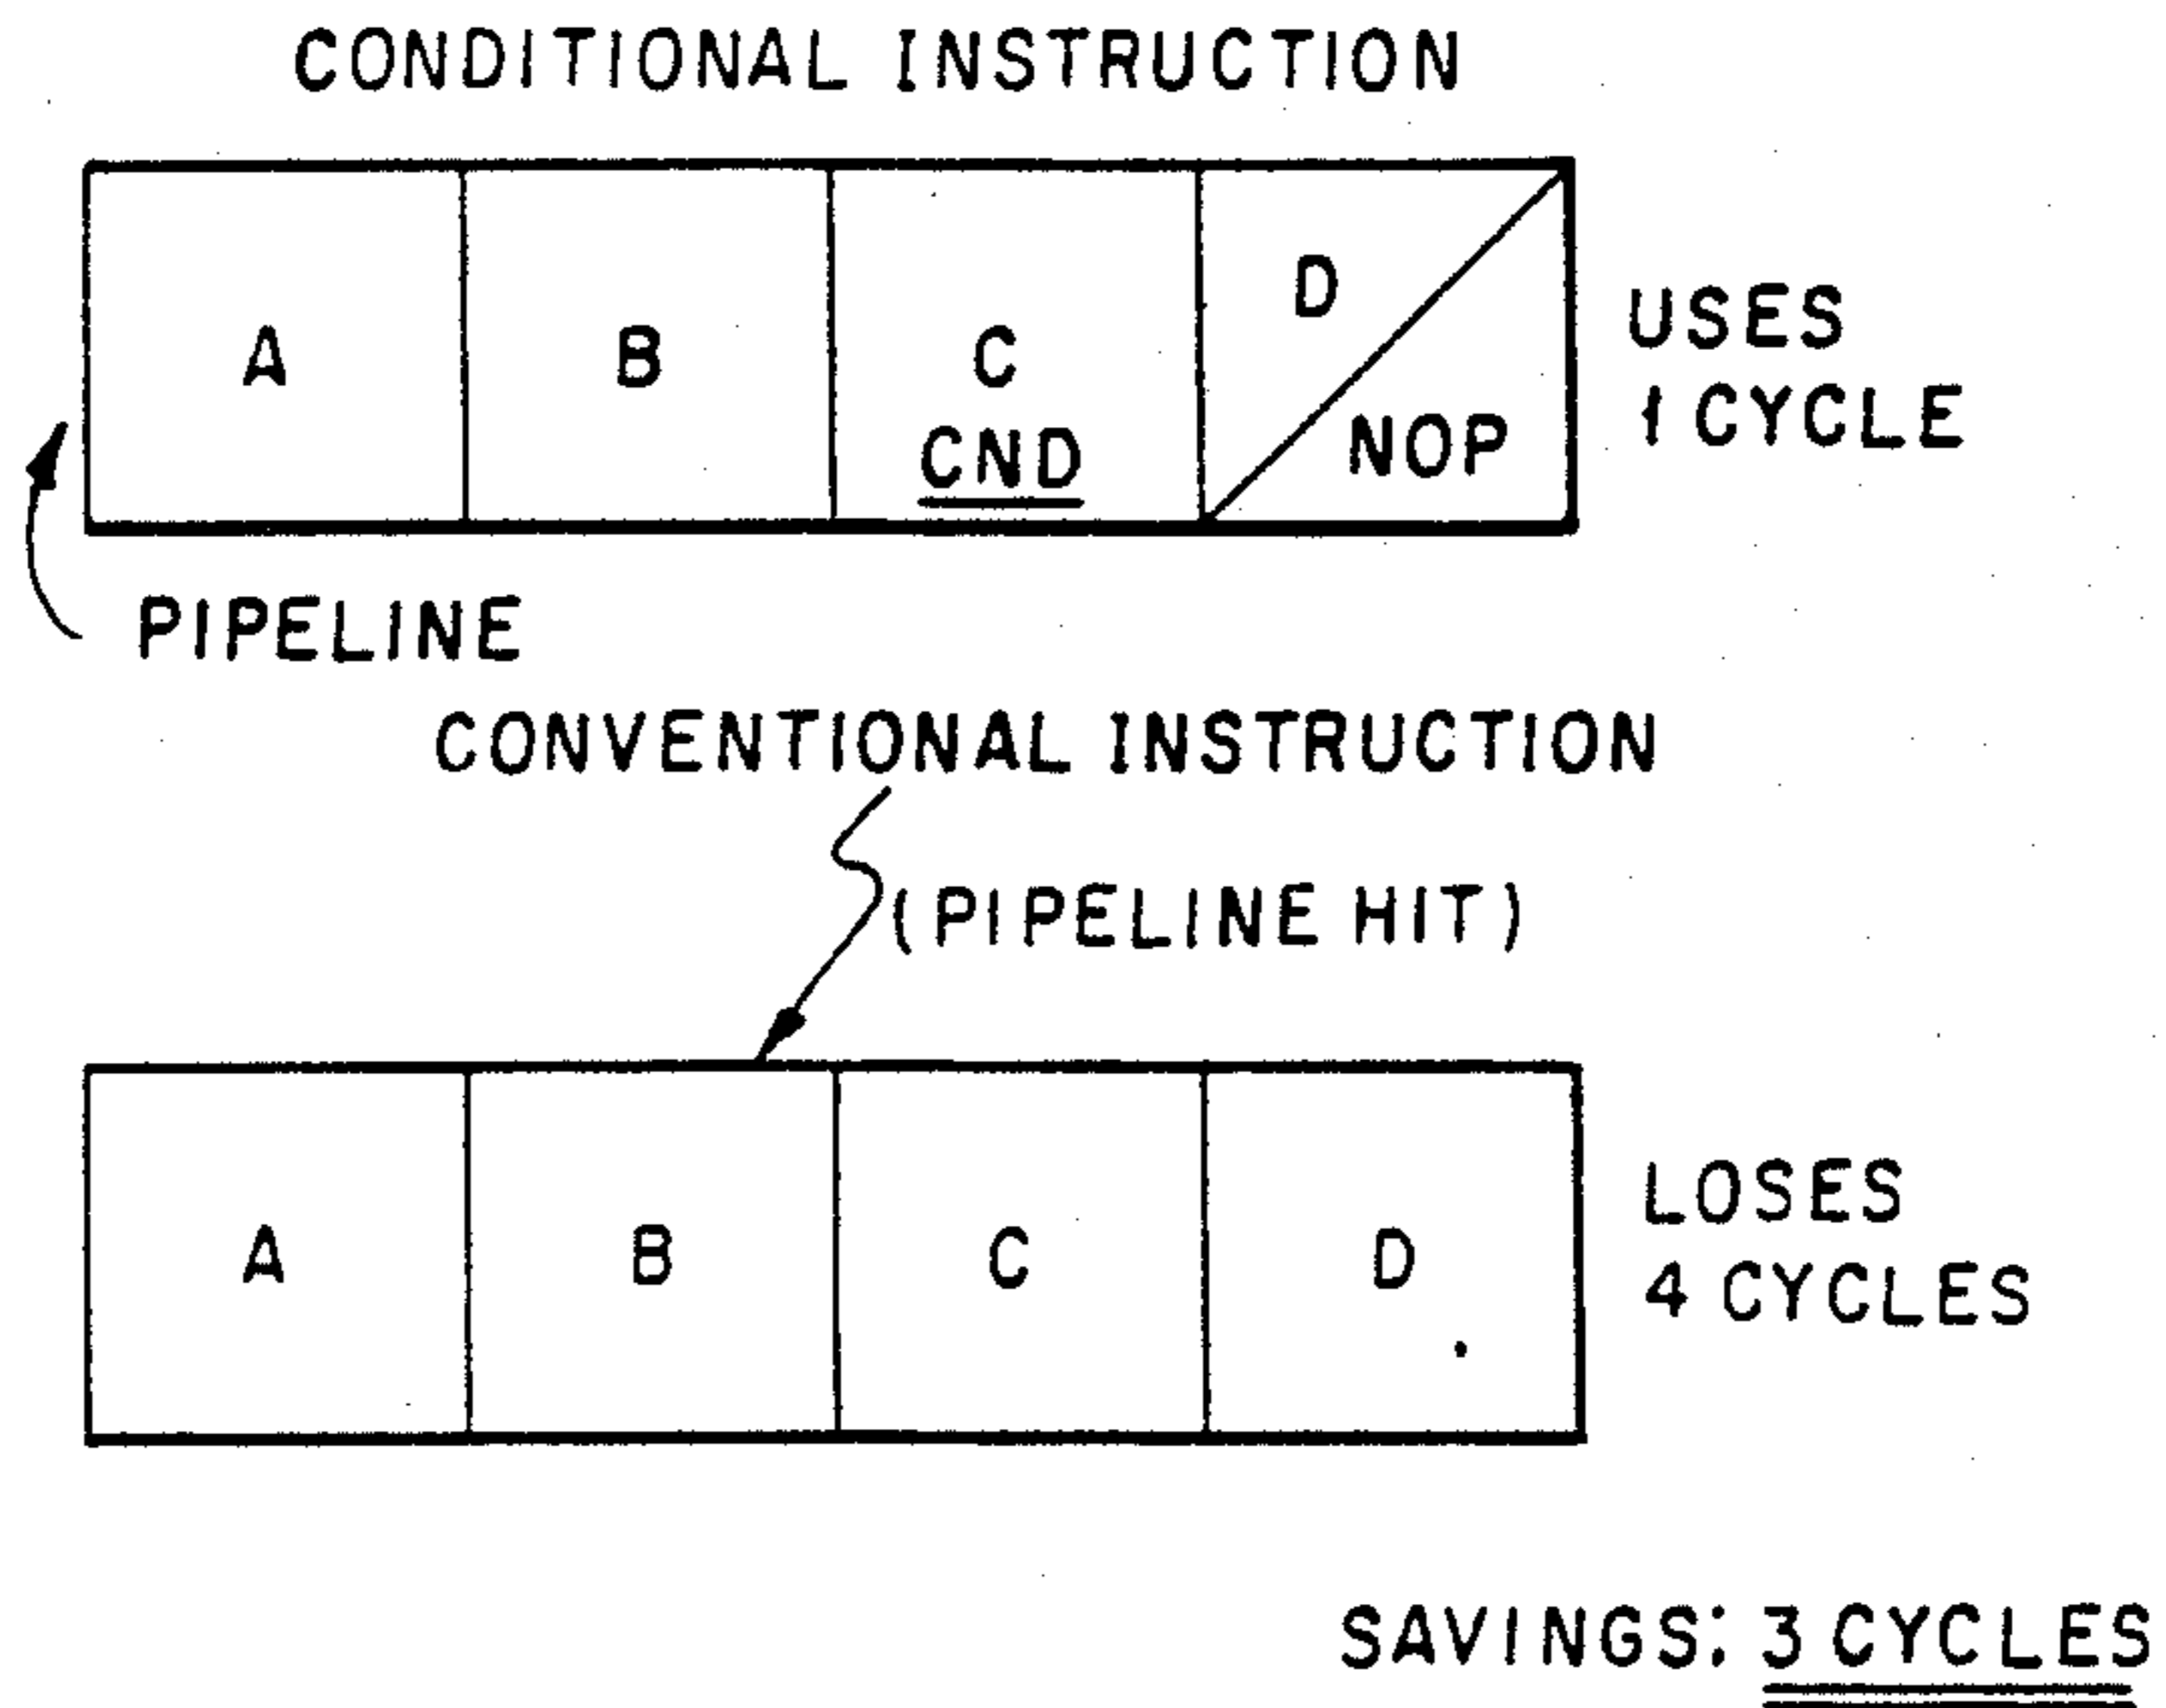 CONDITIONAL INSTRUCTION
A B C D
CND NOP
USES
1 CYCLE
PIPELINE
CONVENTIONAL INSTRUCTION
(PIPELINE HIT)
A B C D
LOSES
4 CYCLES
SAVINGS: 3 CYCLES